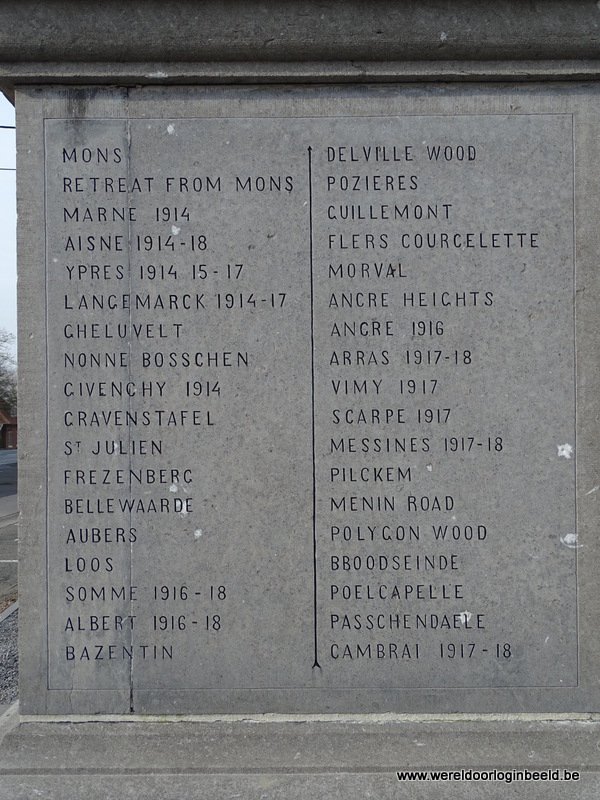 MONS
RETREAT FROM MONS
MARNE 1914
AISNE 1914-18
YPRES 1914 15-17
LANGEMARCK 1914-17
GHELUVELT
NONNE BOSSCHEN
GIVENCHY 1914
GRAVENSTAFEL
ST JULIEN
FREZENBERG
BELLEWAARDE
AUBERS
LOOS
SOMME 1916-18
ALBERT 1916-18
BAZENTIN
DELVILLE WOOD
POZIERES
GUILLEMONT
FLERS COURCELETTE
MORVAL
ANCRE HEIGHTS
ANCRE 1916
ARRAS 1917-18
VIMY 1917
SCARPE 1917
MESSINES 1917-18
PILCKEM
MENIN ROAD
POLYGON WOOD
BBOODSEINDE
POELCAPELLE
PASSCHENDAELE
CAMBRAI 1917-18
www.wereldoorloginbeeld.be